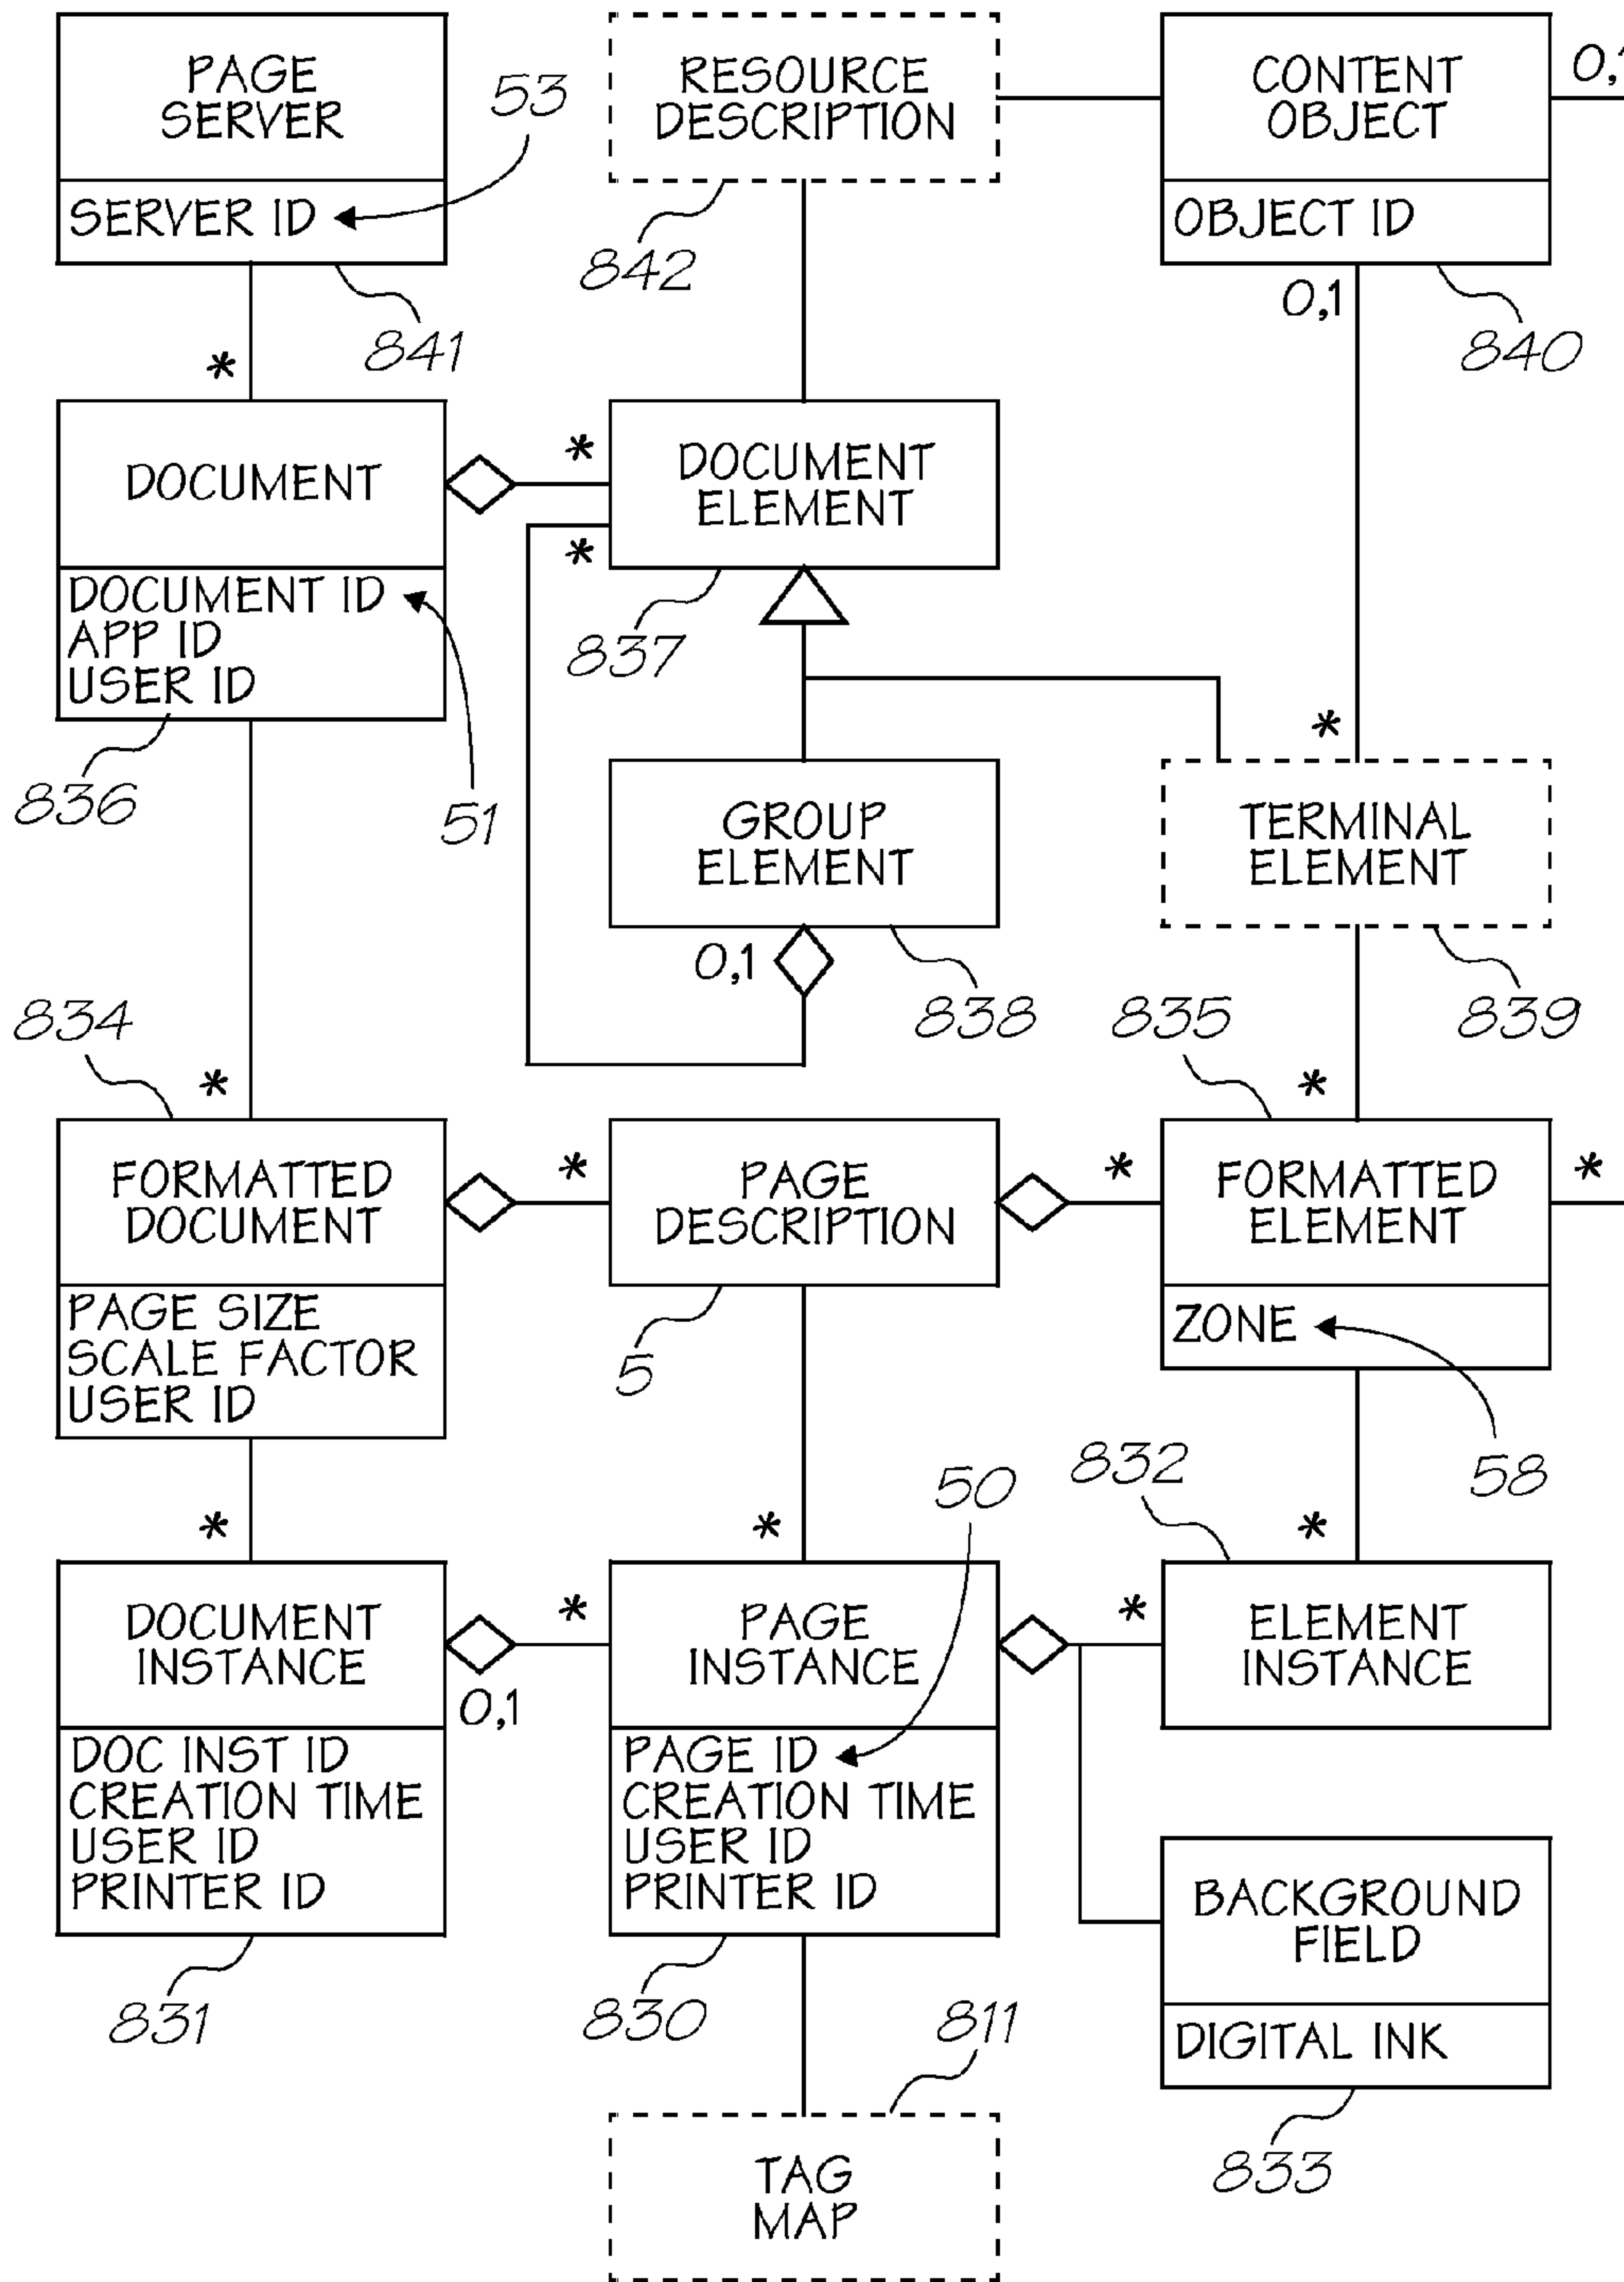 PAGE
SERVER
SERVER ID
53
841
RESOURCE
DESCRIPTION
842
CONTENT
OBJECT
OBJECT ID
0,1
840
*
DOCUMENT
DOCUMENT ID
APP ID
USER ID
836
51
*
DOCUMENT
ELEMENT
*
837
GROUP
ELEMENT
0,1
838
*
TERMINAL
ELEMENT
839
834
*
FORMATTED
DOCUMENT
PAGE SIZE
SCALE FACTOR
USER ID
*
PAGE
DESCRIPTION
5
*
835
*
FORMATTED
ELEMENT
*
ZONE
58
*
DOCUMENT
INSTANCE
0,1
DOC INST ID
CREATION TIME
USER ID
PRINTER ID
831
*
50
*
PAGE
INSTANCE
PAGE ID
CREATION TIME
USER ID
PRINTER ID
830
832
*
*
ELEMENT
INSTANCE
BACKGROUND
FIELD
DIGITAL INK
833
811
TAG
MAP